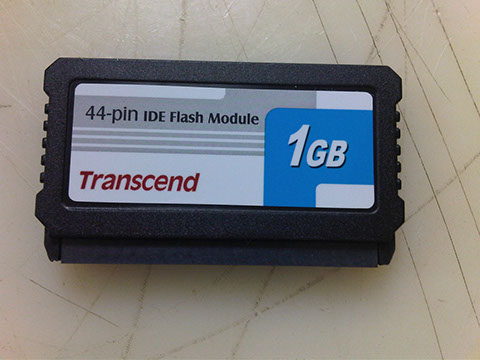 44-pin IDE Flash Module
1GB
Transcend